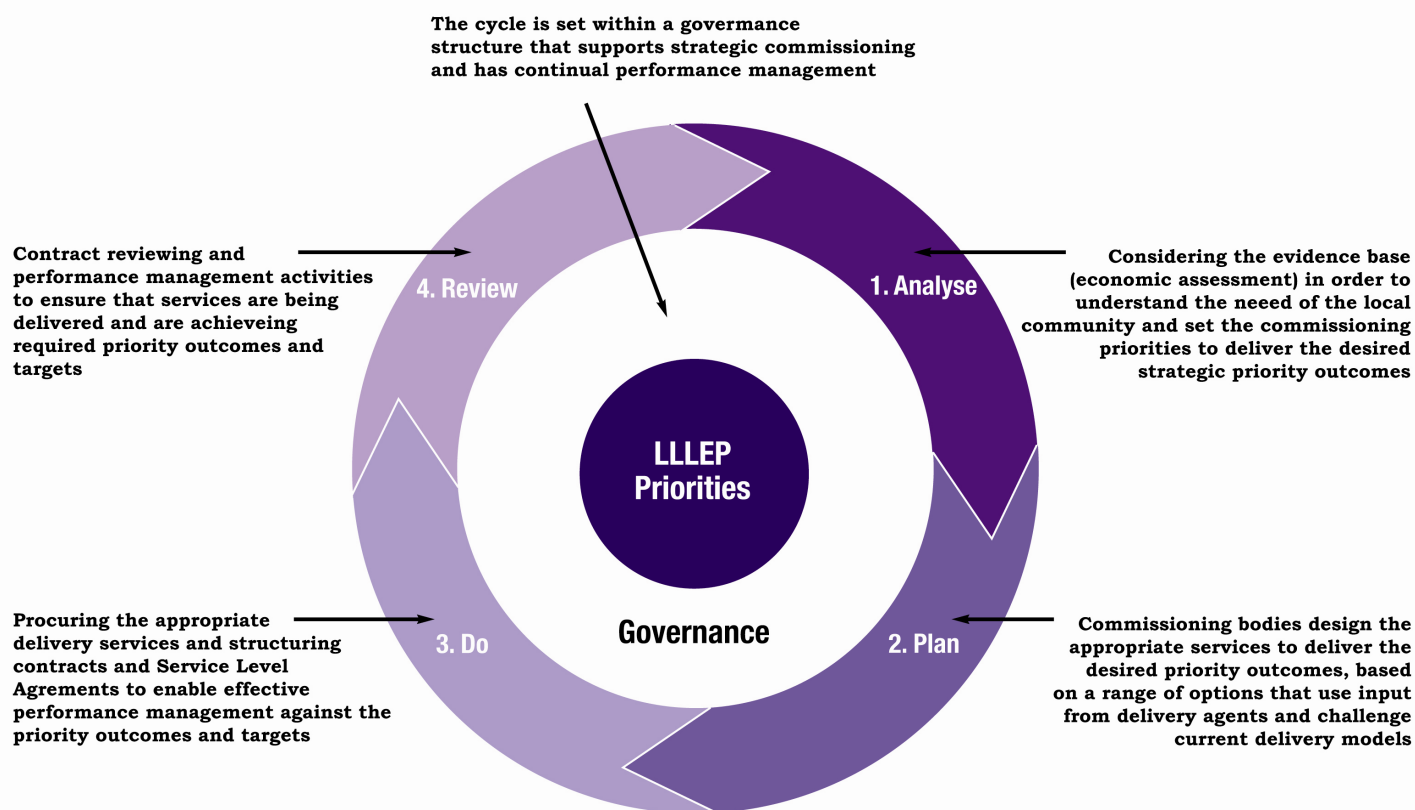 The cycle is set within a governance
structure that supports strategic commissioning
and has continual performance management
Contract reviewing and
performance management activities
to ensure that services are being
delivered and are achieveing
required priority outcomes and
targets
4. Review
1. Analyse
Considering the evidence base
(economic assessment) in order to
understand the neeed of the local
community and set the commissioning
priorities to deliver the desired
strategic priority outcomes
LLLEP
Priorities
Governance
Procuring the appropriate
delivery services and structuring
contracts and Service Level
Agrements to enable effective
performance management against the
priority outcomes and targets
3. Do
2. Plan
Commissioning bodies design the
appropriate services to deliver the
desired priority outcomes, based
on a range of options that use input
from delivery agents and challenge
current delivery models